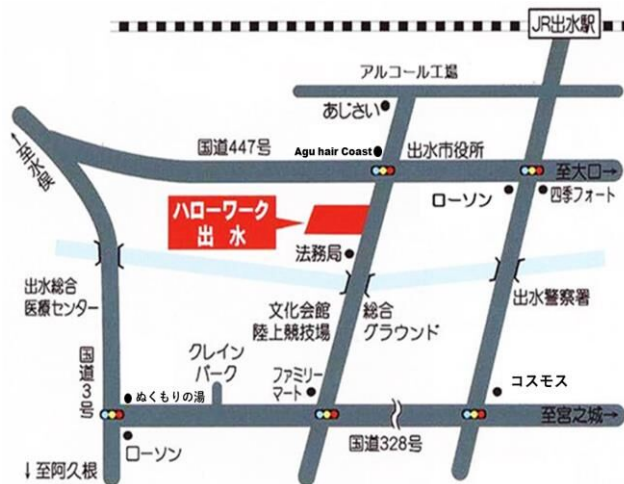 JR出水駅
アルコール工場
あじさい
国道447号
Agu hair Coast
出水市役所
至水俣
至大口→
ローソン
四季フォート
ハローワーク
出水
法務局
出水総合
医療センター
文化会館
陸上競技場
総合
グラウンド
出水警察署
国道3号
クレイン
パーク
ファミリー
マート
コスモス
ぬくもりの湯
至宮之城→
国道328号
ローソン
↓至阿久根